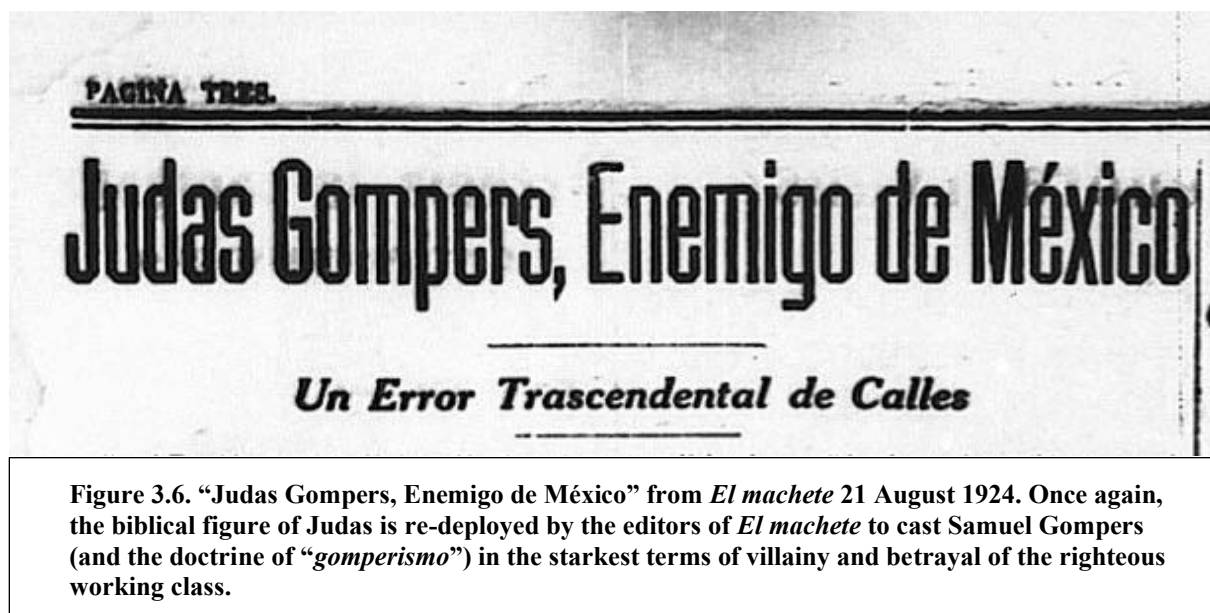 PAGINA TRES.
Judas Gompers, Enemigo de México
Un Error Trascendental de Calles
Figure 3.6. “Judas Gompers, Enemigo de México” from El machete 21 August 1924. Once again,
the biblical figure of Judas is re-deployed by the editors of El machete to cast Samuel Gompers
(and the doctrine of “gomperismo”) in the starkest terms of villainy and betrayal of the righteous
working class.